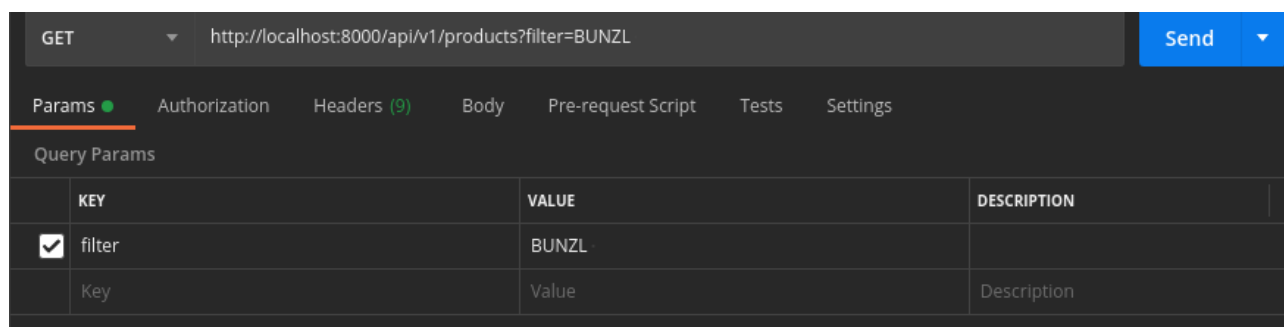 GET http://localhost:8000/api/v1/products?filter=BUNZL Send
Params Authorization Headers (9) Body Pre-request Script Tests Settings
Query Params
KEY VALUE DESCRIPTION
filter BUNZL
Key Value Description